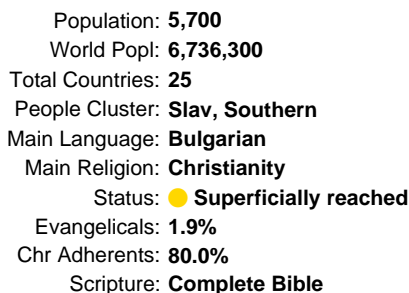 Population: 5,700
World Popl: 6,736,300
Total Countries: 25
People Cluster: Slav, Southern
Main Language: Bulgarian
Main Religion: Christianity
Status: Superficially reached
Evangelicals: 1.9%
Chr Adherents: 80.0%
Scripture: Complete Bible